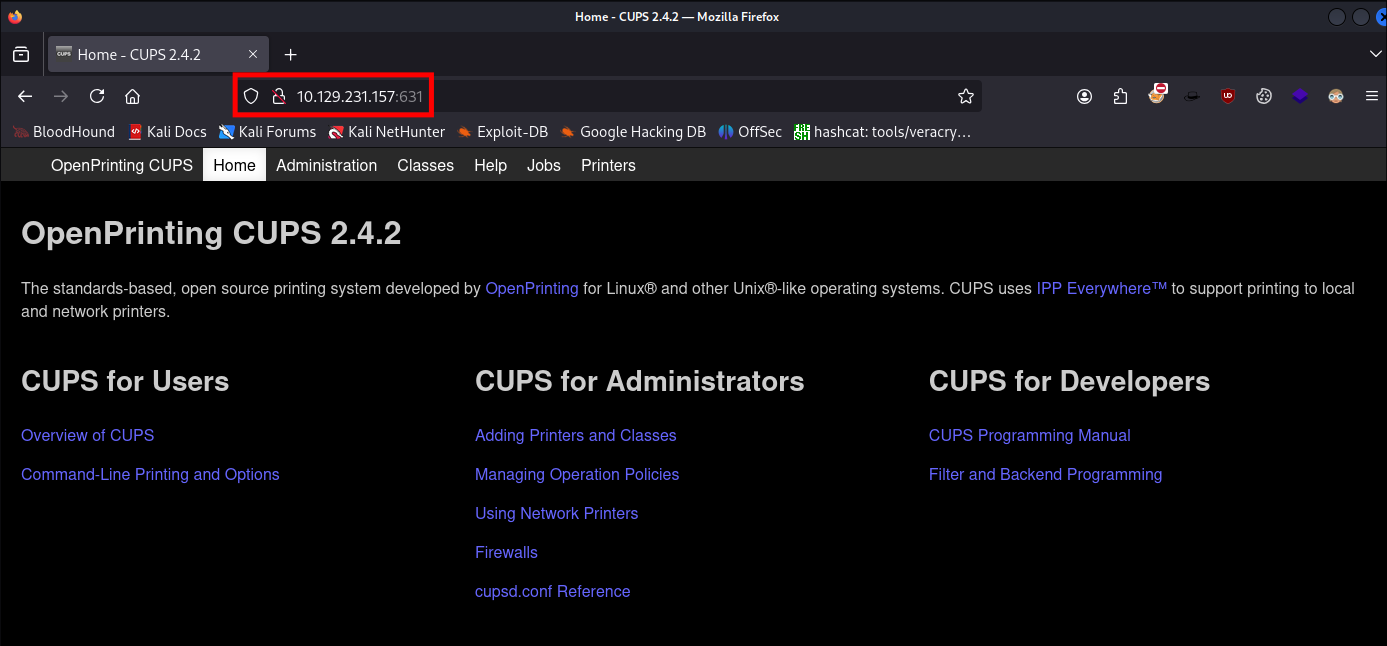 Home - CUPS 2.4.2 — Mozilla Firefox
CUPS Home - CUPS 2.4.2
10.129.231.157:631
UD
BloodHound Kali Docs Kali Forums Kali NetHunter Exploit-DB Google Hacking DB OffSec hashcat: tools/veracry…
OpenPrinting CUPS Home Administration Classes Help Jobs Printers
OpenPrinting CUPS 2.4.2
The standards-based, open source printing system developed by OpenPrinting for Linux® and other Unix®-like operating systems. CUPS uses IPP Everywhere™ to support printing to local
and network printers.
CUPS for Users
Overview of CUPS
Command-Line Printing and Options
CUPS for Administrators
Adding Printers and Classes
Managing Operation Policies
Using Network Printers
Firewalls
cupsd.conf Reference
CUPS for Developers
CUPS Programming Manual
Filter and Backend Programming